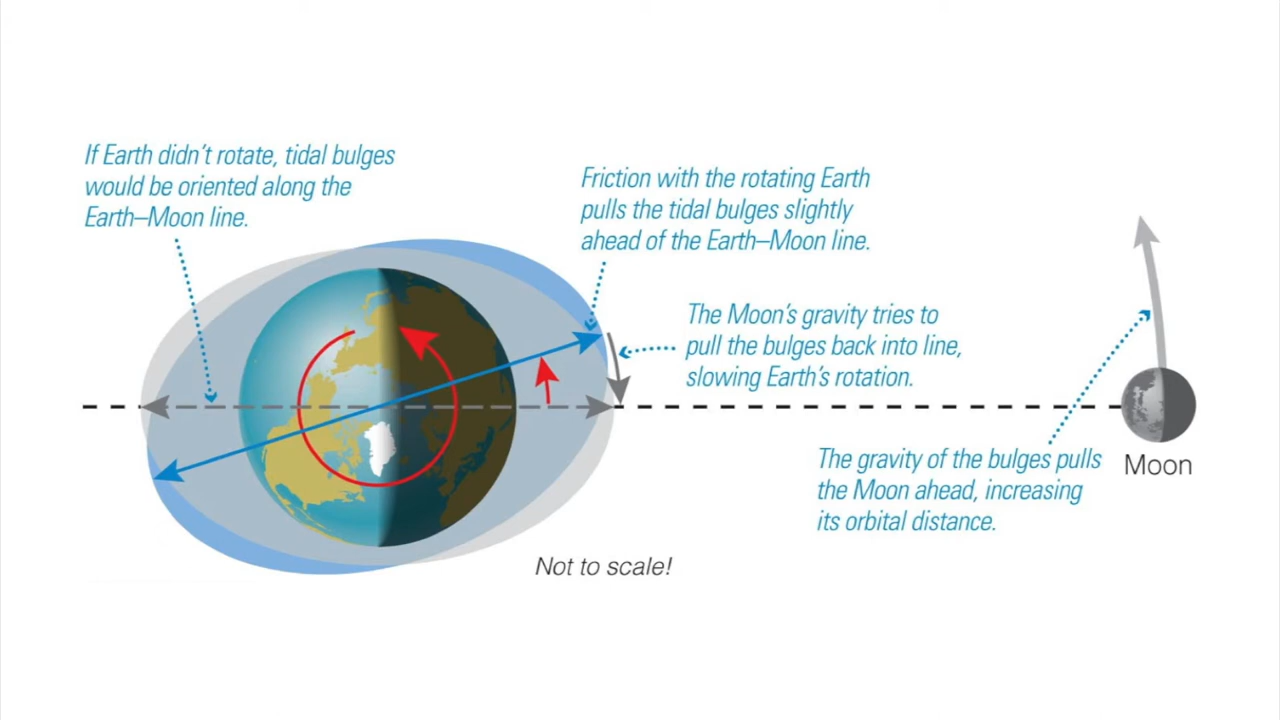 If Earth didn't rotate, tidal bulges
would be oriented along the
Earth–Moon line.
Friction with the rotating Earth
pulls the tidal bulges slightly
ahead of the Earth–Moon line.
The Moon's gravity tries to
pull the bulges back into line,
slowing Earth's rotation.
The gravity of the bulges pulls
the Moon ahead, increasing
its orbital distance.
Moon
Not to scale!